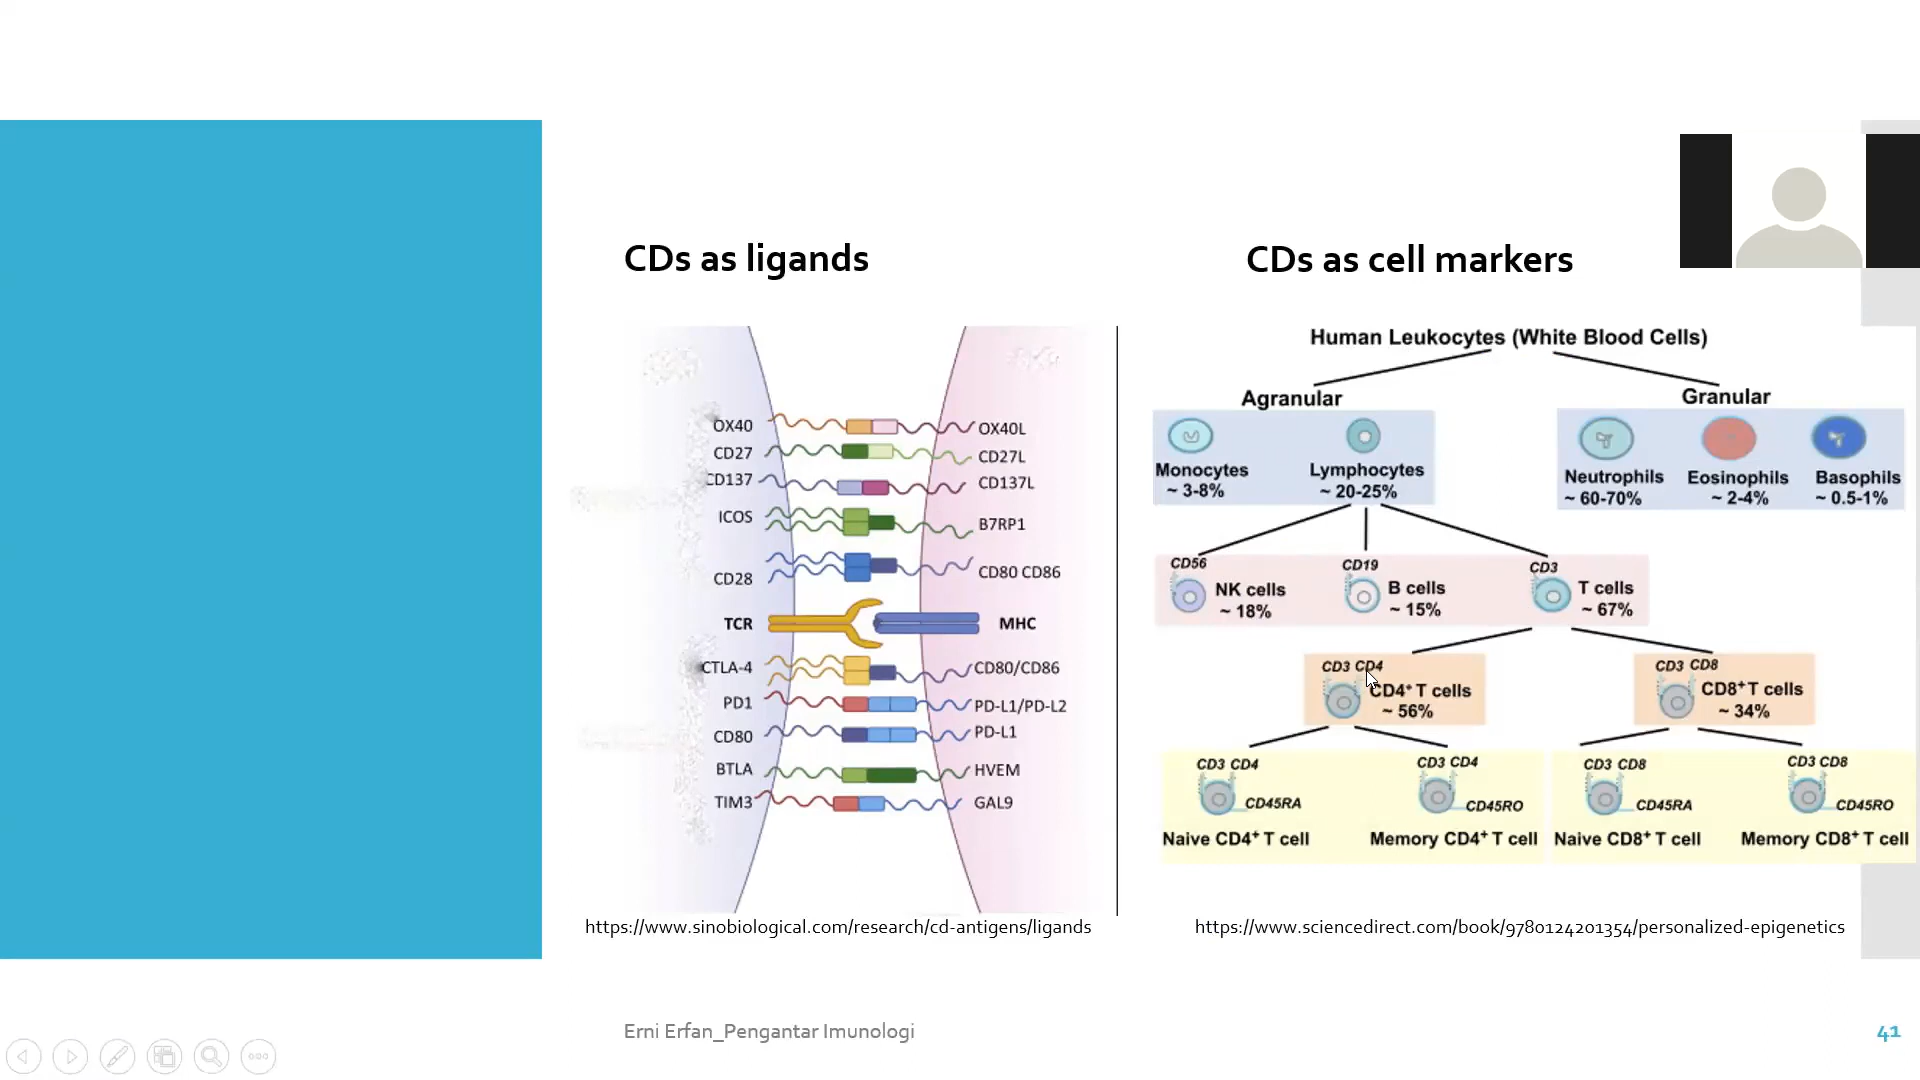 CDs as ligands
OX40 OX40L
CD27 CD27L
CD137 CD137L
ICOS B7RP1
CD28 CD80 CD86
TCR MHC
CTLA-4 CD80/CD86
PD1 PD-L1/PD-L2
CD80 PD-L1
BTLA HVEM
TIM3 GAL9
https://www.sinobiological.com/research/cd-antigens/ligands
CDs as cell markers
Human Leukocytes (White Blood Cells)
Agranular Granular
Monocytes Lymphocytes Neutrophils Eosinophils Basophils
~ 3-8% ~ 20-25% ~ 60-70% ~ 2-4% ~ 0.5-1%
CD56 CD19 CD3
NK cells B cells T cells
~ 18% ~ 15% ~ 67%
CD3 CD4 CD3 CD8
CD4⁺ T cells CD8⁺ T cells
~ 56% ~ 34%
CD3 CD4 CD3 CD4 CD3 CD8 CD3 CD8
CD45RA CD45RO CD45RA CD45RO
Naive CD4⁺ T cell Memory CD4⁺ T cell Naive CD8⁺ T cell Memory CD8⁺ T cell
https://www.sciencedirect.com/book/9780124201354/personalized-epigenetics
Erni Erfan_Pengantar Imunologi
41